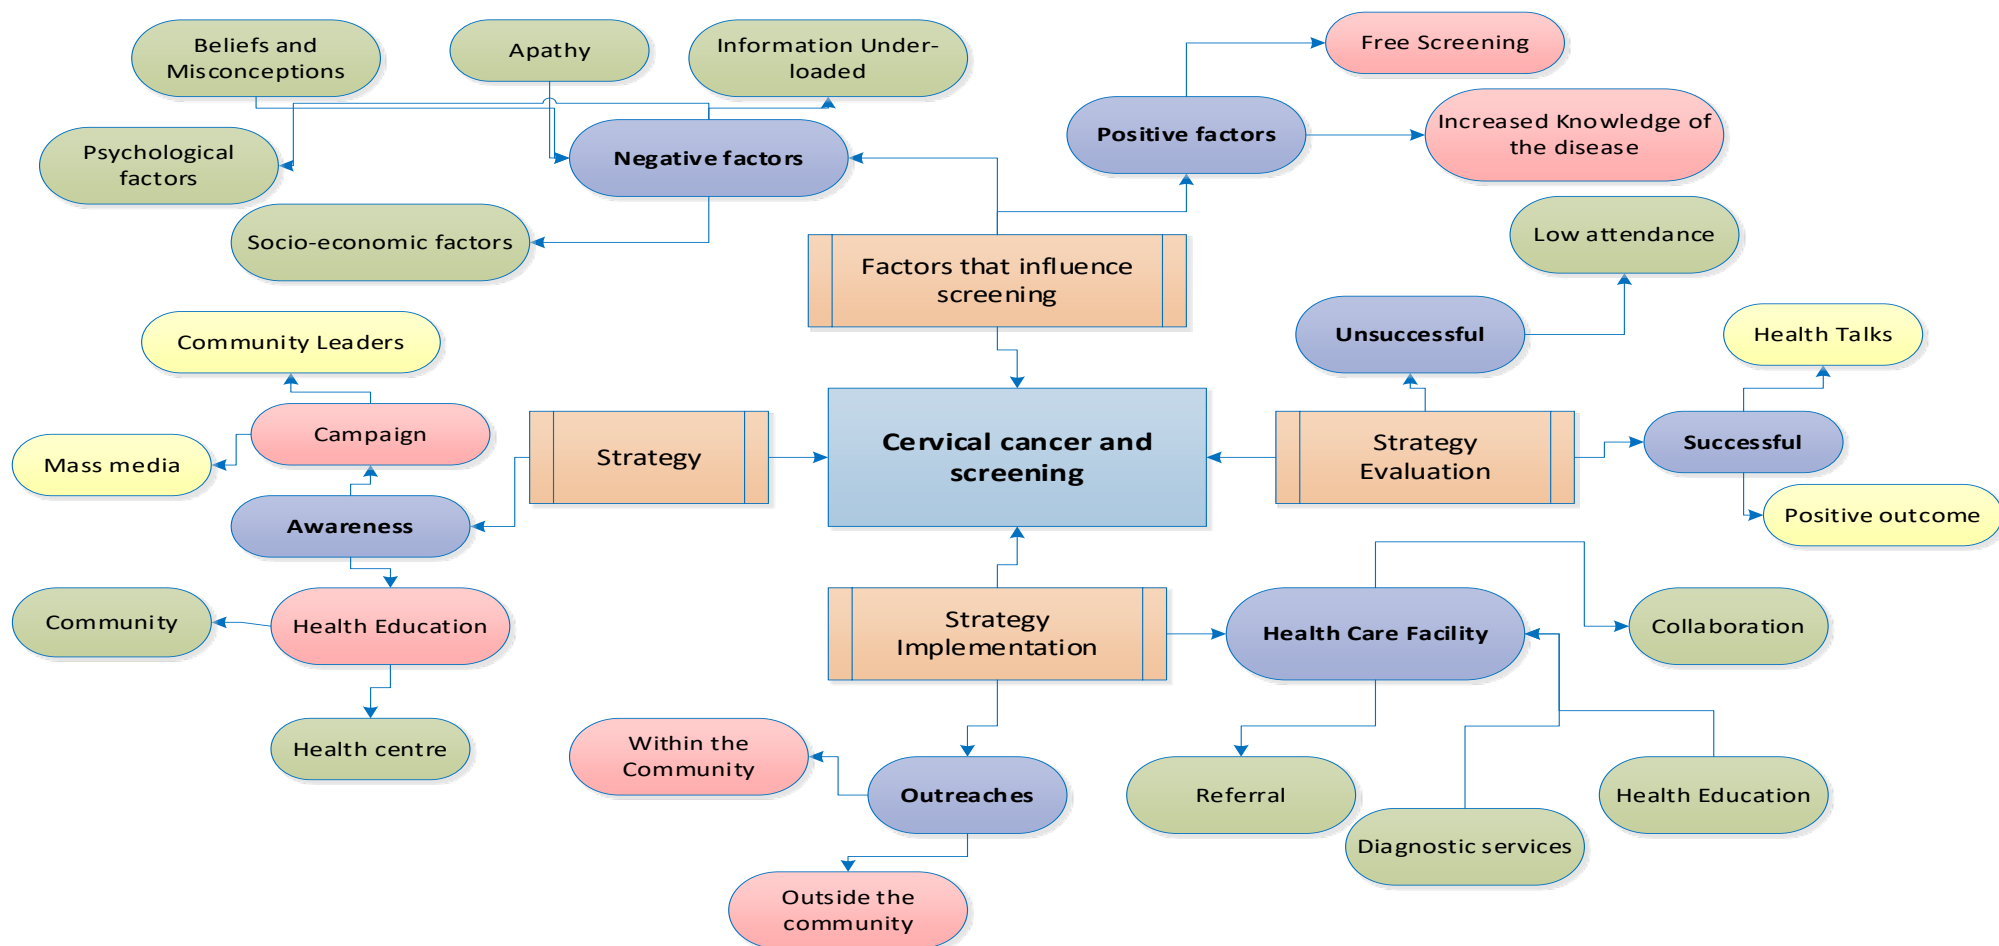 Beliefs and
Misconceptions
Apathy
Information Under-
loaded
Free Screening
Positive factors
Increased Knowledge of
the disease
Psychological
factors
Negative factors
Socio-economic factors
Low attendance
Factors that influence
screening
Community Leaders
Unsuccessful
Health Talks
Campaign
Mass media
Strategy
Cervical cancer and
screening
Strategy
Evaluation
Successful
Awareness
Positive outcome
Community
Health Education
Strategy
Implementation
Health Care Facility
Collaboration
Health centre
Within the
Community
Outreaches
Referral
Health Education
Diagnostic services
Outside the
community